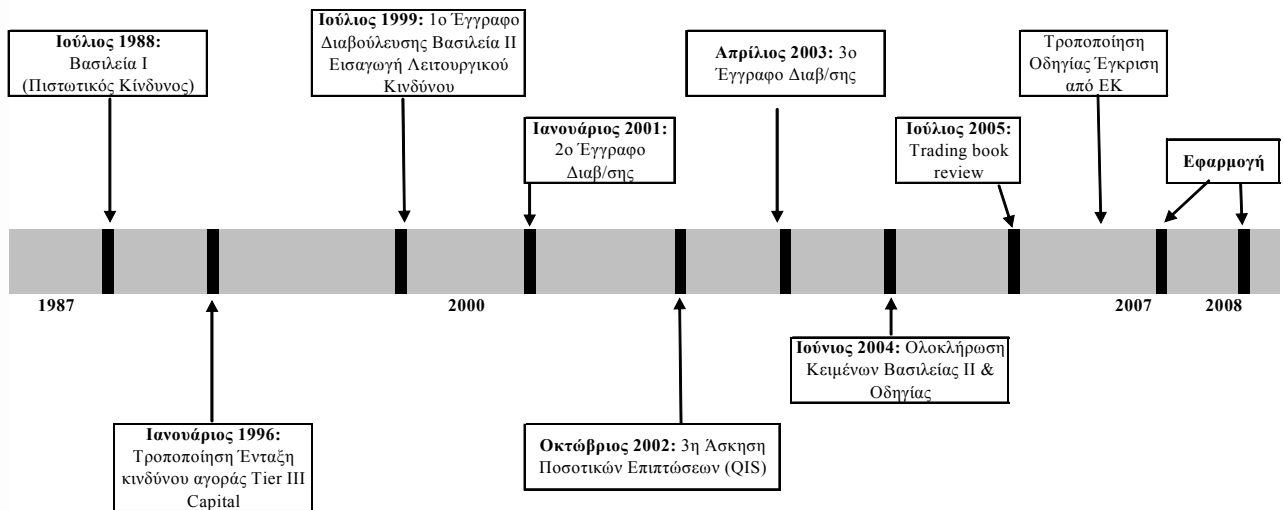 Ιούλιος 1988:
Βασιλεία Ι
(Πιστωτικός Κίνδυνος)
Ιούλιος 1999: 1ο Έγγραφο
Διαβούλευσης Βασιλεία ΙΙ
Εισαγωγή Λειτουργικού
Κινδύνου
Ιανουάριος 2001:
2ο Έγγραφο
Διαβ/σης
Απρίλιος 2003: 3ο
Έγγραφο Διαβ/σης
Ιούλιος 2005:
Trading book
review
Τροποποίηση
Οδηγίας Έγκριση
από ΕΚ
Εφαρμογή
1987
2000
2007
2008
Ιανουάριος 1996:
Τροποποίηση Ένταξη
κινδύνου αγοράς Tier III
Capital
Οκτώβριος 2002: 3η Άσκηση
Ποσοτικών Επιπτώσεων (QIS)
Ιούνιος 2004: Ολοκλήρωση
Κειμένων Βασιλείας ΙΙ &
Οδηγίας